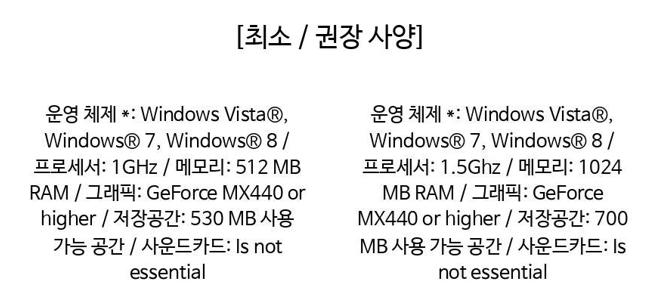 [최소 / 권장 사양]
운영 체제 *: Windows Vista®,
Windows® 7, Windows® 8 /
프로세서: 1GHz / 메모리: 512 MB
RAM / 그래픽: GeForce MX440 or
higher / 저장공간: 530 MB 사용
가능 공간 / 사운드카드: Is not
essential
운영 체제 *: Windows Vista®,
Windows® 7, Windows® 8 /
프로세서: 1.5Ghz / 메모리: 1024
MB RAM / 그래픽: GeForce
MX440 or higher / 저장공간: 700
MB 사용 가능 공간 / 사운드카드: Is
not essential